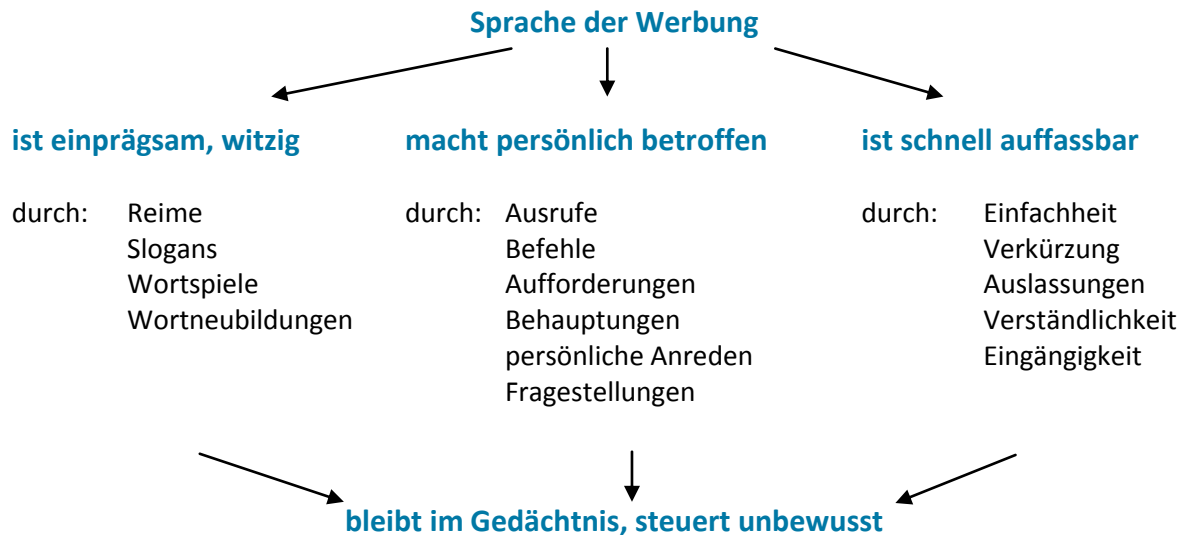 Sprache der Werbung
ist einprägsam, witzig
durch: Reime
Slogans
Wortspiele
Wortneubildungen
macht persönlich betroffen
durch: Ausrufe
Befehle
Aufforderungen
Behauptungen
persönliche Anreden
Fragestellungen
ist schnell auffassbar
durch: Einfachheit
Verkürzung
Auslassungen
Verständlichkeit
Eingängigkeit
bleibt im Gedächtnis, steuert unbewusst